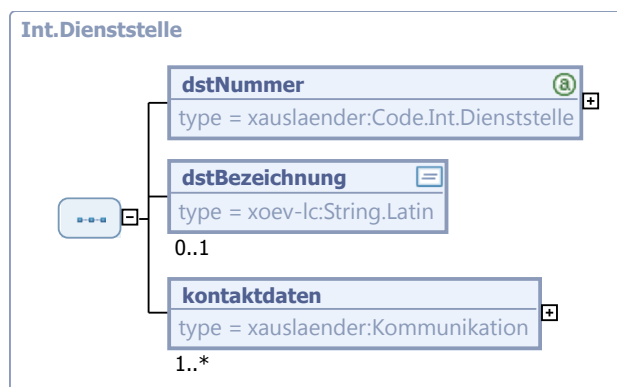 Int.Dienststelle
dstNummer
type = xauslaender:Code.Int.Dienststelle
dstBezeichnung
type = xoev-lc:String.Latin
0..1
kontaktdaten
type = xauslaender:Kommunikation
1..*